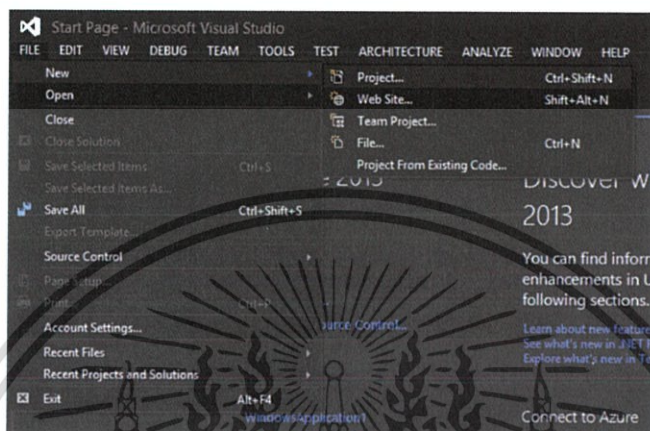 Start Page - Microsoft Visual Studio
FILE EDIT VIEW DEBUG TEAM TOOLS TEST ARCHITECTURE ANALYZE WINDOW HELP
New
Open
Close
Close Solution
Save Selected Items Ctrl+S
Save Selected Items As...
Save All Ctrl+Shift+S
Export Template...
Source Control
Page Setup...
Print... Ctrl+P
Account Settings...
Recent Files
Recent Projects and Solutions
Exit Alt+F4
Project... Ctrl+Shift+N
Web Site... Shift+Alt+N
Team Project...
File... Ctrl+N
Project From Existing Code...
2013
Discover
2013
You can find
enhancements in
following sections.
Learn about new
See what's new in .NET
Explore what's new in
Control...
WindowsApplication1
Connect to Azure